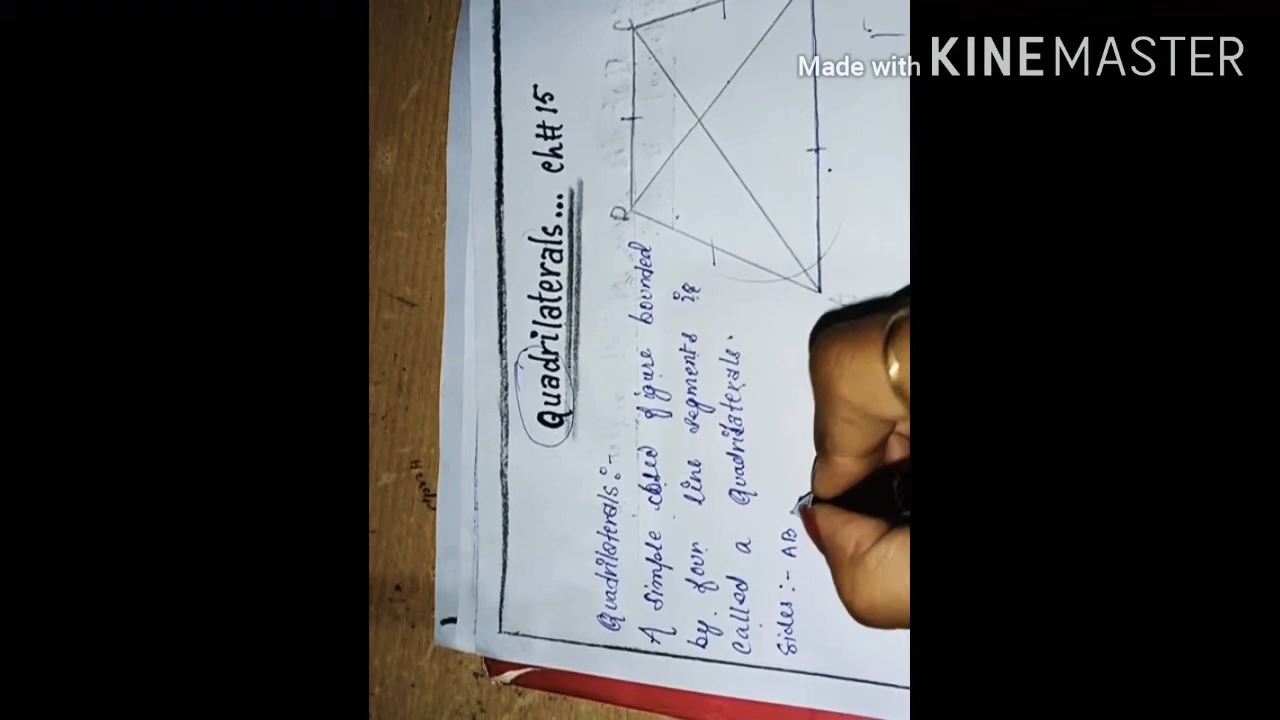 Made with KINEMASTER
Quadrilaterals... ch# 15
Quadrilaterals:-
A simple closed figure bounded
by four line segments is
called a Quadrilaterals.
Sides:- AB
D
C